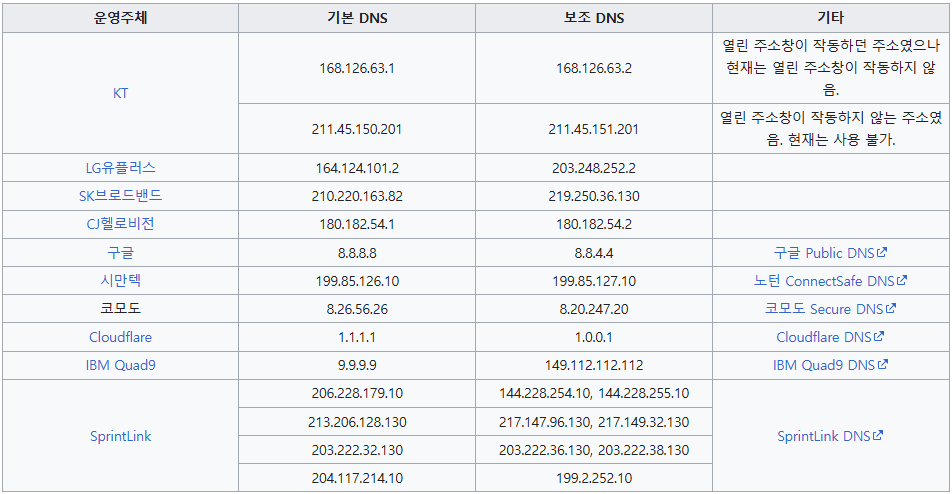 운영주체 기본 DNS 보조 DNS 기타
KT 168.126.63.1 168.126.63.2 열린 주소창이 작동하던 주소였으나
현재는 열린 주소창이 작동하지 않
음.
211.45.150.201 211.45.151.201 열린 주소창이 작동하지 않는 주소였
음. 현재는 사용 불가.
LG유플러스 164.124.101.2 203.248.252.2
SK브로드밴드 210.220.163.82 219.250.36.130
CJ헬로비전 180.182.54.1 180.182.54.2
구글 8.8.8.8 8.8.4.4 구글 Public DNS
시만텍 199.85.126.10 199.85.127.10 노턴 ConnectSafe DNS
코모도 8.26.56.26 8.20.247.20 코모도 Secure DNS
Cloudflare 1.1.1.1 1.0.0.1 Cloudflare DNS
IBM Quad9 9.9.9.9 149.112.112.112 IBM Quad9 DNS
SprintLink 206.228.179.10 144.228.254.10, 144.228.255.10 SprintLink DNS
213.206.128.130 217.147.96.130, 217.149.32.130
203.222.32.130 203.222.36.130, 203.222.38.130
204.117.214.10 199.2.252.10